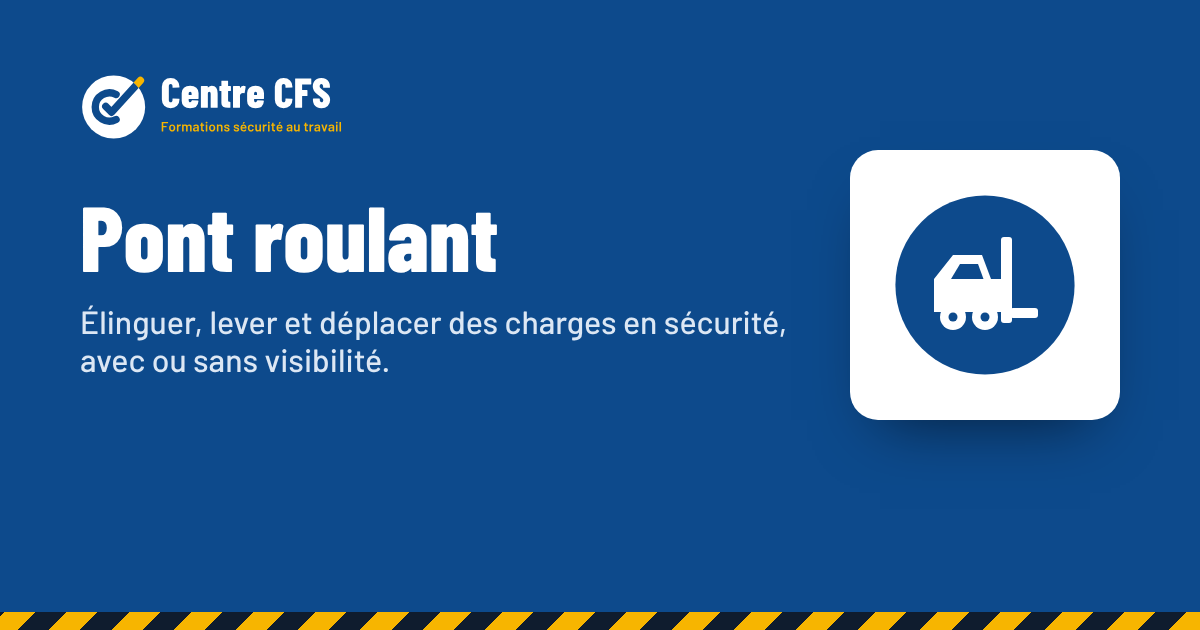 Centre CFS
Formations sécurité au travail
Pont roulant
Élinguer, lever et déplacer des charges en sécurité,
avec ou sans visibilité.